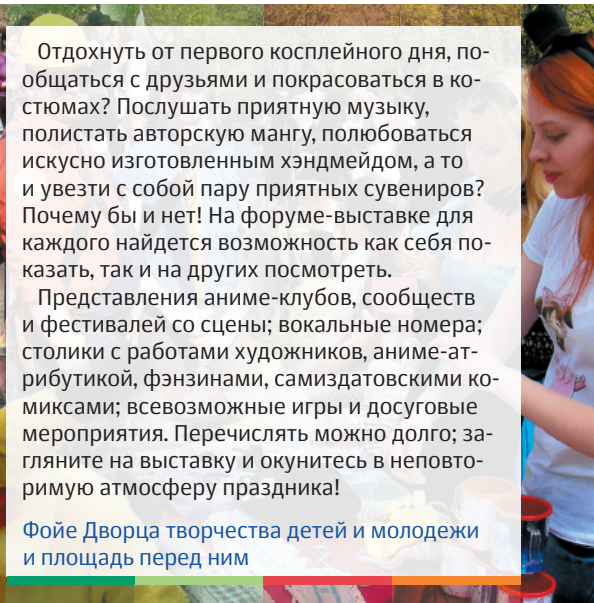 Отдохнуть от первого косплейного дня, по-
общаться с друзьями и покрасоваться в ко-
стюмах? Послушать приятную музыку,
полистать авторскую мангу, полюбоваться
искусно изготовленным хэндмейдом, а то
и увезти с собой пару приятных сувениров?
Почему бы и нет! На форуме-выставке для
каждого найдется возможность как себя по-
казать, так и на других посмотреть.
Представления аниме-клубов, сообществ
и фестивалей со сцены; вокальные номера;
столики с работами художников, аниме-ат-
рибутикой, фэнзинами, самиздатовскими ко-
миксами; всевозможные игры и досуговые
мероприятия. Перечислять можно долго; за-
гляните на выставку и окунитесь в неповто-
римую атмосферу праздника!
Фойе Дворца творчества детей и молодежи
и площадь перед ним